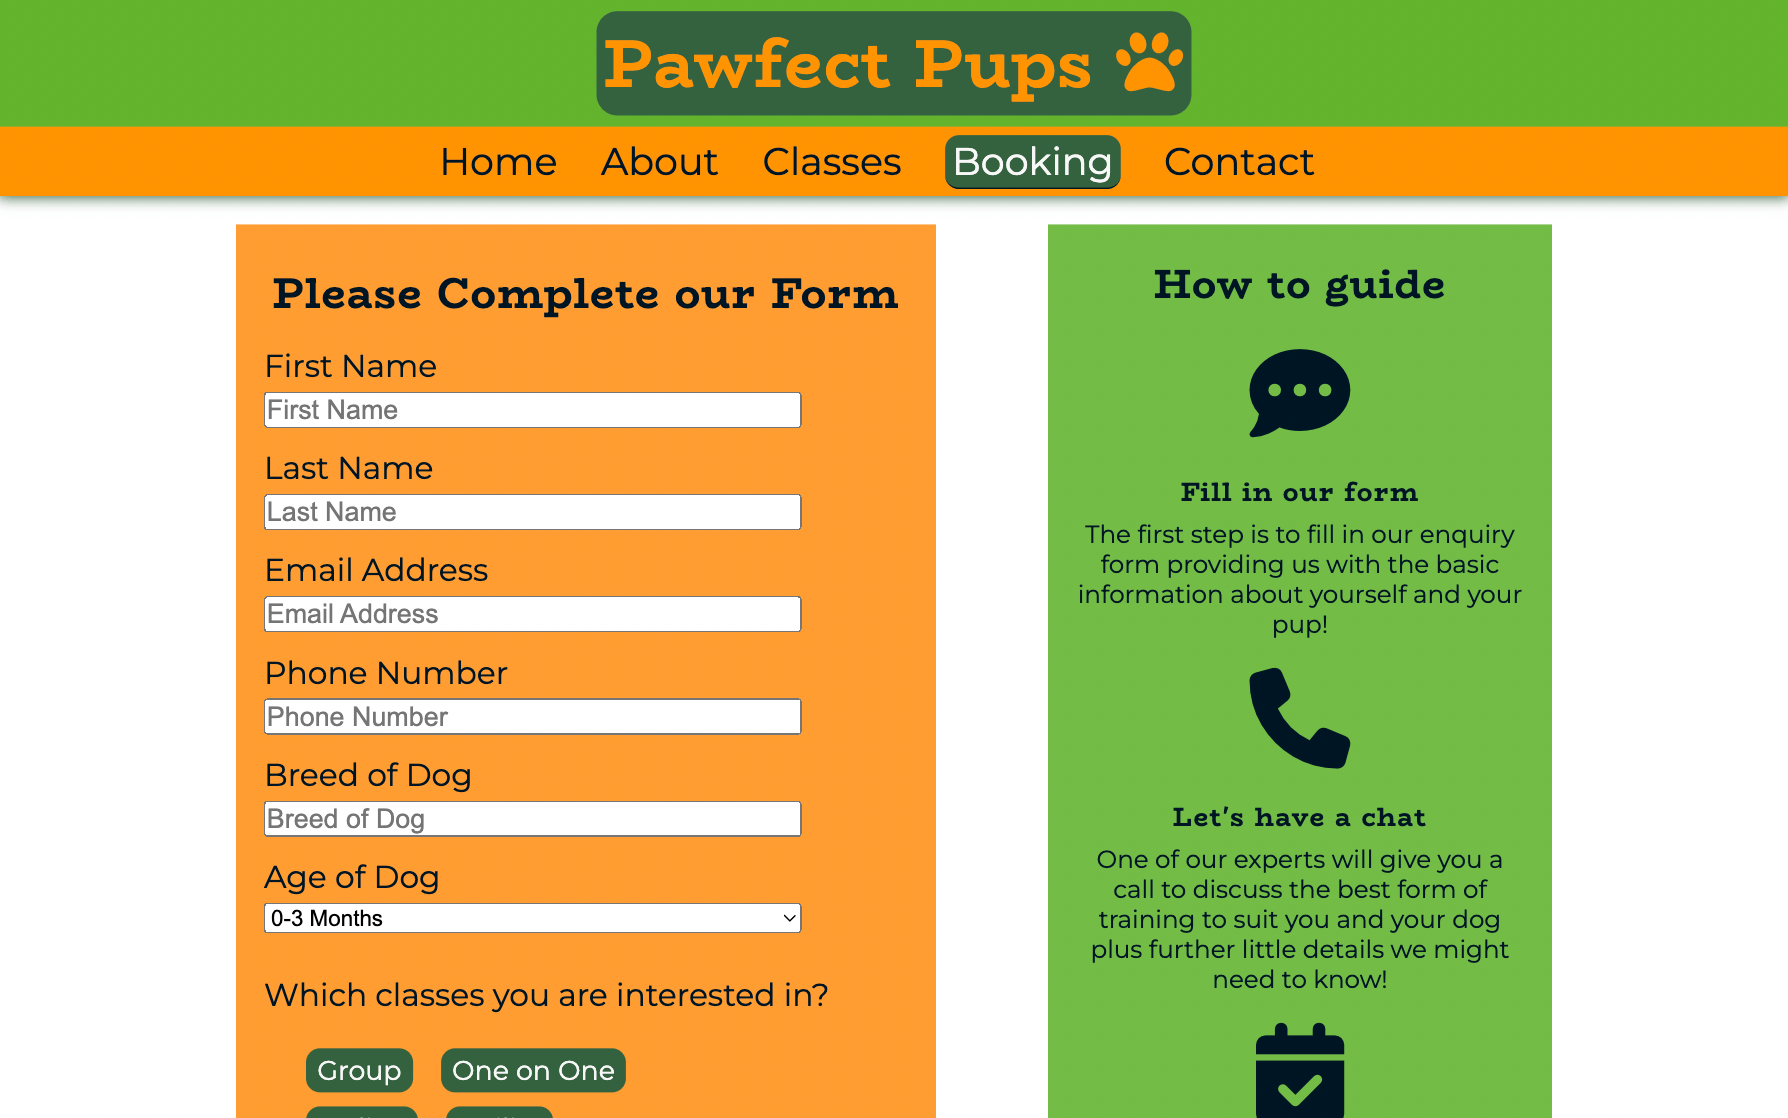 Pawfect Pups
Home About Classes Booking Contact
Please Complete our Form
First Name
First Name
Last Name
Last Name
Email Address
Email Address
Phone Number
Phone Number
Breed of Dog
Breed of Dog
Age of Dog
0-3 Months
Which classes you are interested in?
Group One on One
How to guide
Fill in our form
The first step is to fill in our enquiry
form providing us with the basic
information about yourself and your
pup!
Let's have a chat
One of our experts will give you a
call to discuss the best form of
training to suit you and your dog
plus further little details we might
need to know!